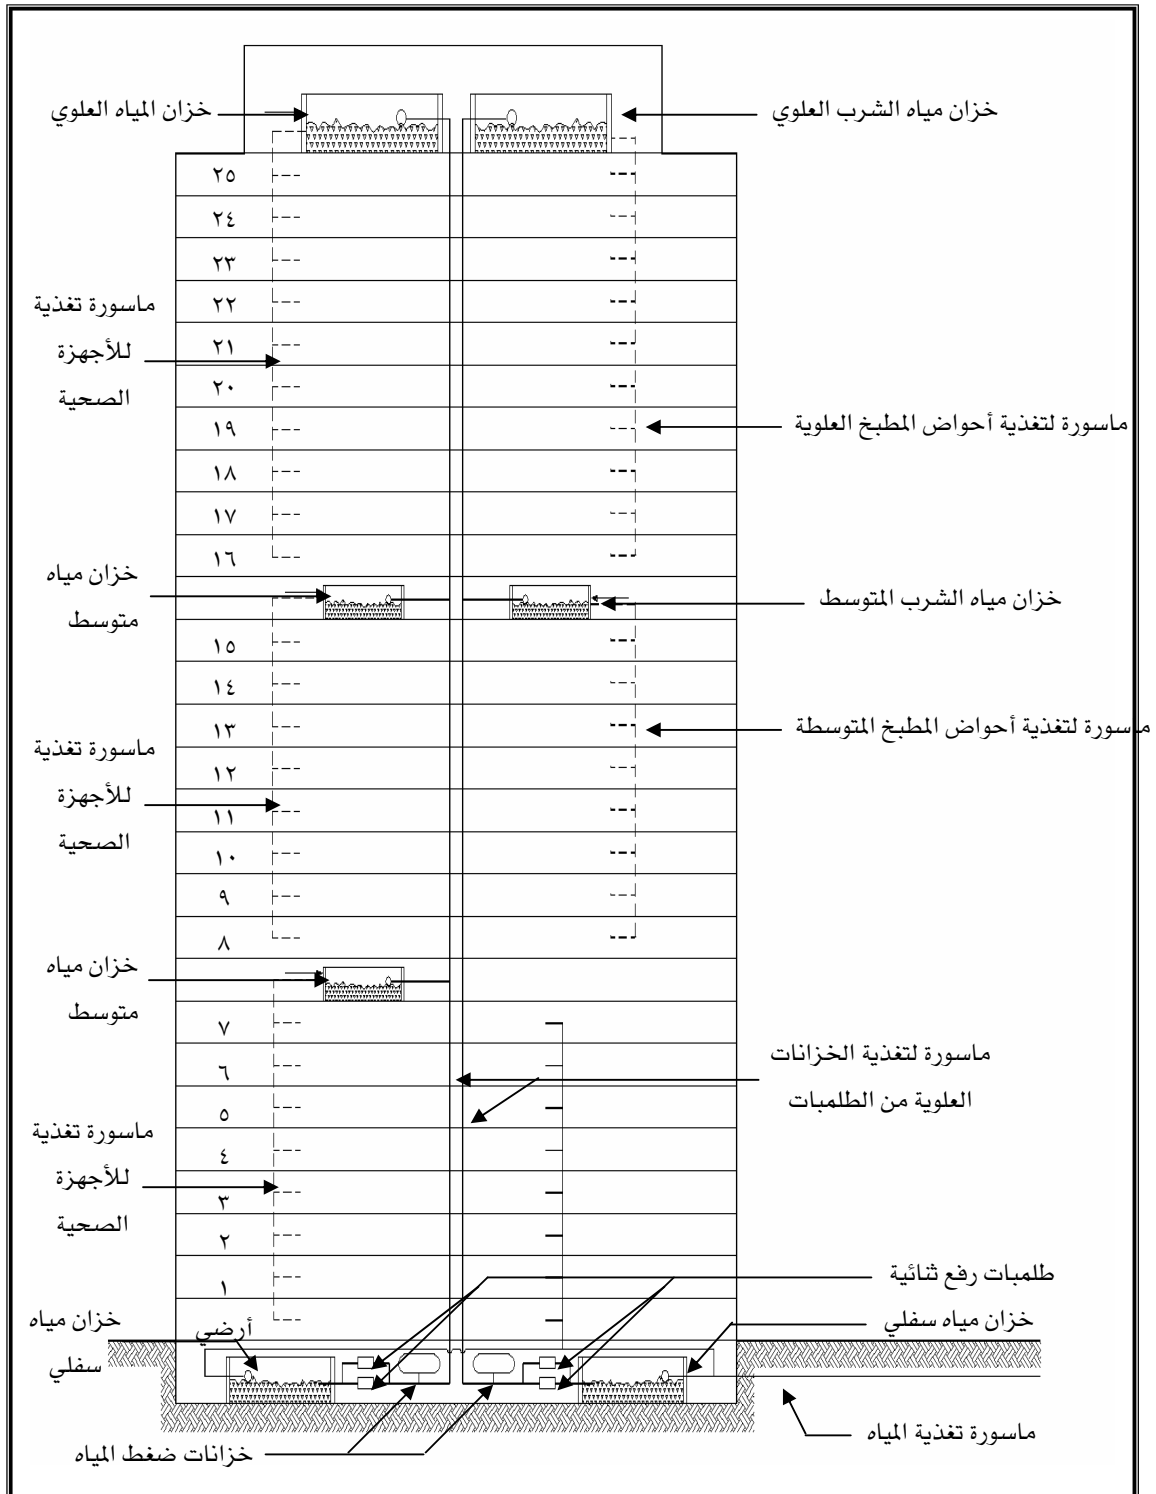 خزان مياه الشرب العلوي
خزان المياه العلوي
٢٥
٢٤
٢٣
٢٢
ماسورة تغذية
للأجهزة
الصحية
٢١
٢٠
١٩
ماسورة لتغذية أحواض المطبخ العلوية
١٨
١٧
١٦
خزان مياه
متوسط
خزان مياه الشرب المتوسط
١٥
١٤
١٣
ماسورة لتغذية أحواض المطبخ المتوسطة
ماسورة تغذية
للأجهزة
الصحية
١٢
١١
١٠
٩
٨
خزان مياه
متوسط
٧
ماسورة لتغذية الخزانات
العلوية من الطلمبات
٦
٥
ماسورة تغذية
للأجهزة
الصحية
٤
٣
٢
١
طلمبات رفع ثنائية
خزان مياه سفلي
أرضي
خزان مياه
سفلي
ماسورة تغذية المياه
خزانات ضغط المياه